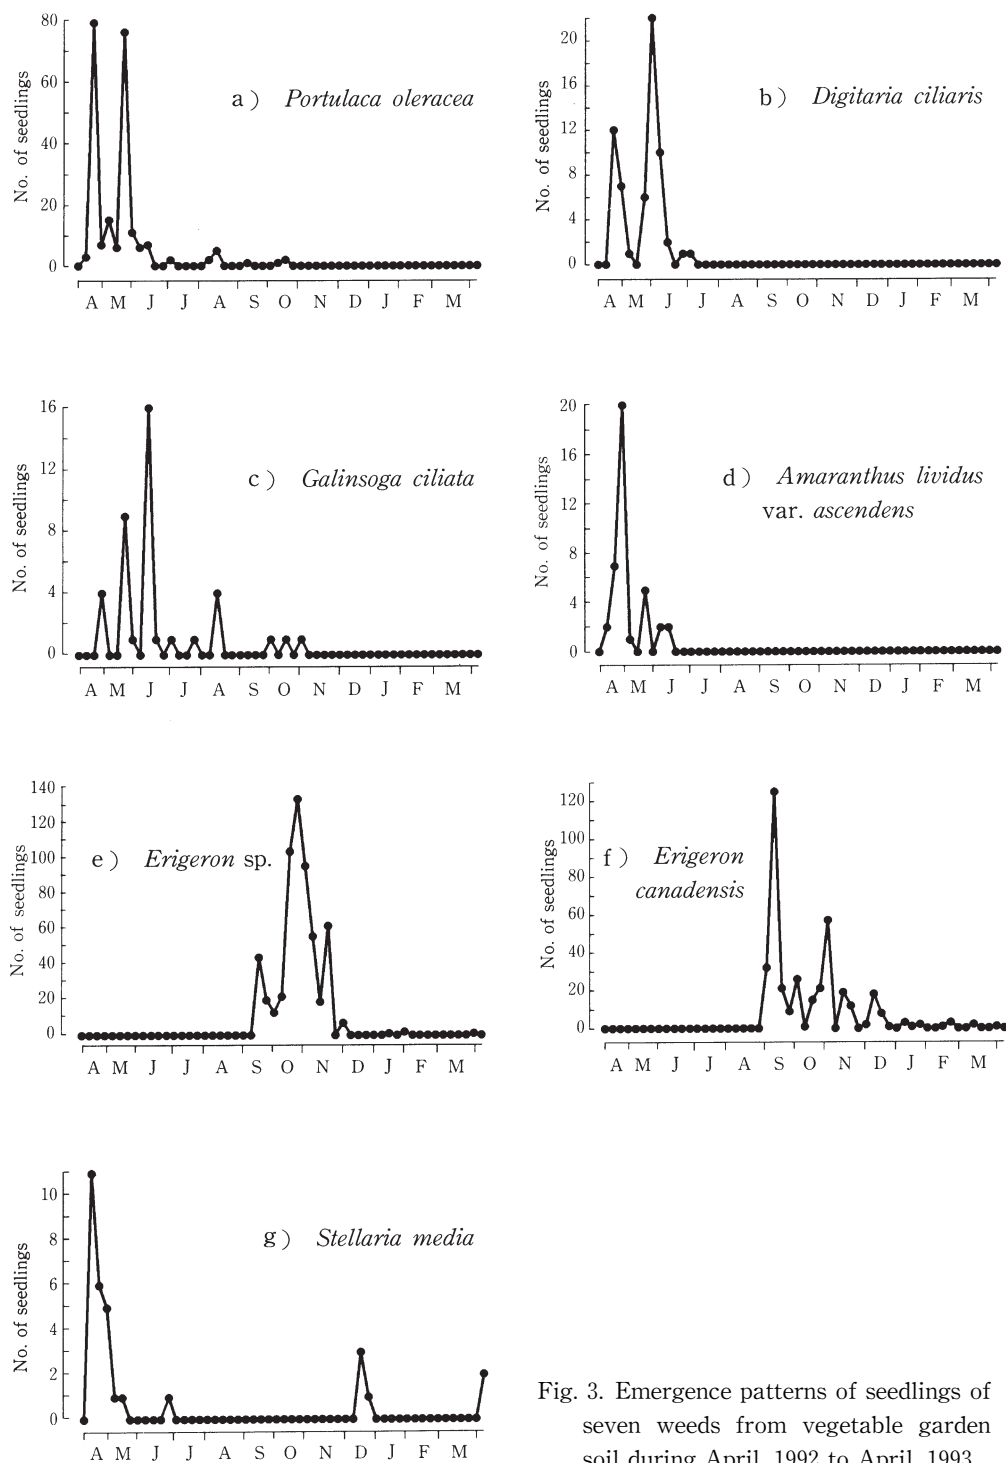 80
60
40
20
0
No. of seedlings
a) Portulaca oleracea
A M J J A S O N D J F M
20
16
12
8
4
0
No. of seedlings
b) Digitaria ciliaris
A M J J A S O N D J F M
16
12
8
4
0
No. of seedlings
c) Galinsoga ciliata
A M J J A S O N D J F M
20
16
12
8
4
0
No. of seedlings
d) Amaranthus lividus
var. ascendens
A M J J A S O N D J F M
140
120
100
80
60
40
20
0
No. of seedlings
e) Erigeron sp.
A M J J A S O N D J F M
120
100
80
60
40
20
0
No. of seedlings
f) Erigeron
canadensis
A M J J A S O N D J F M
10
8
6
4
2
0
No. of seedlings
g) Stellaria media
A M J J A S O N D J F M
Fig. 3. Emergence patterns of seedlings of
seven weeds from vegetable garden
soil during April, 1992 to April, 1993.